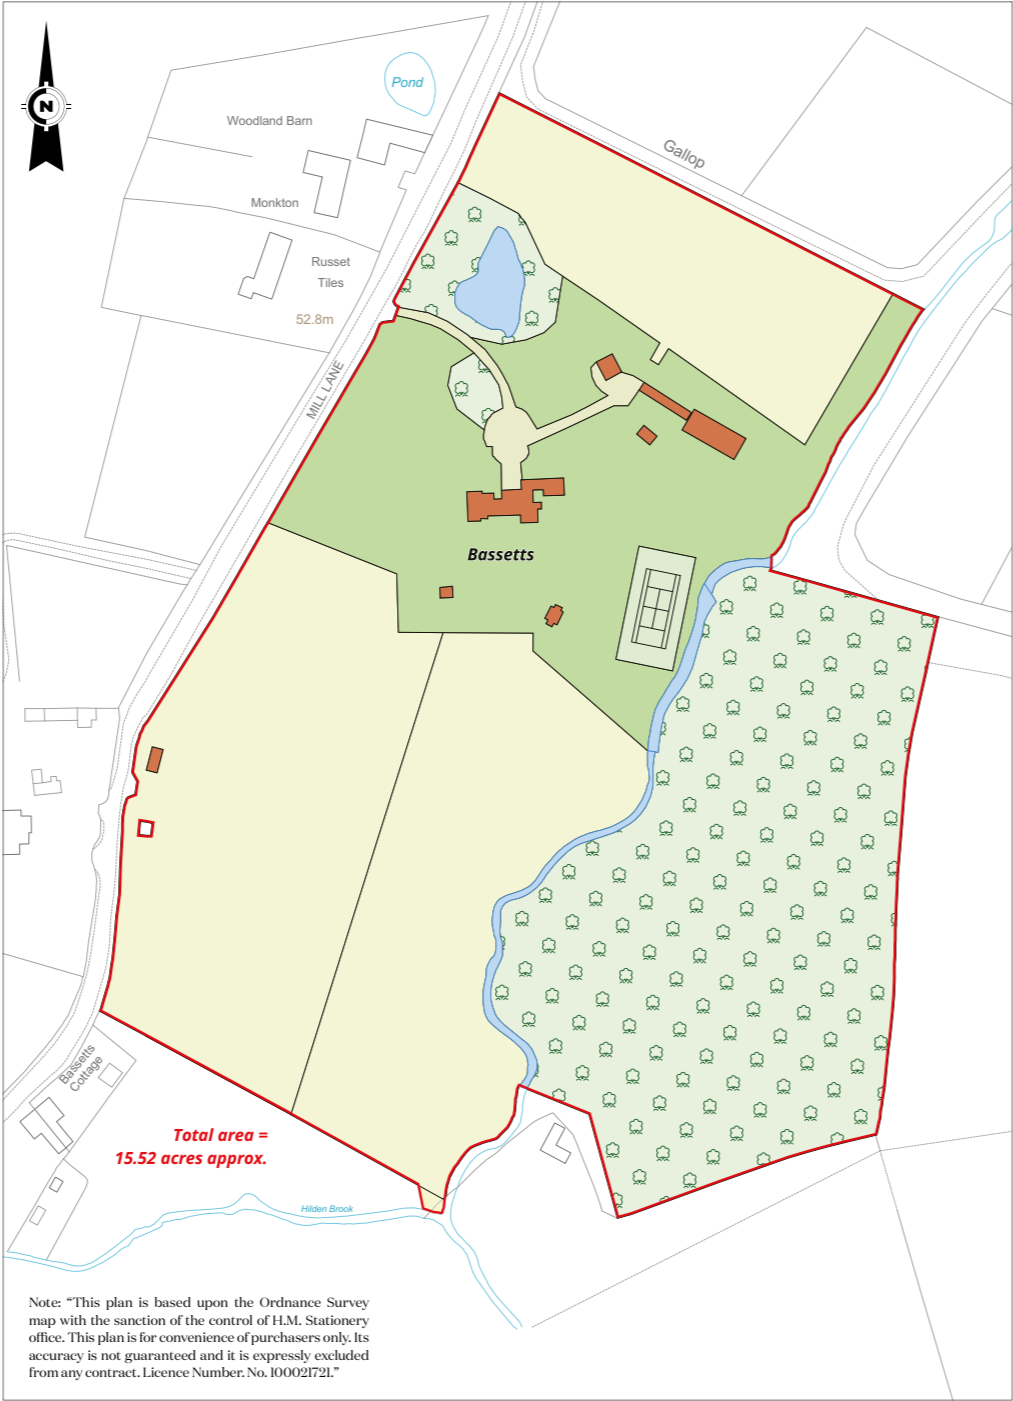 N
Pond
Woodland Barn
Gallop
Monkton
Russet
Tiles
52.8m
MILL LANE
Bassetts
Bassetts
Cottage
Total area =
15.52 acres approx.
Hilden Brook
Note: “This plan is based upon the Ordnance Survey
map with the sanction of the control of H.M. Stationery
office. This plan is for convenience of purchasers only. Its
accuracy is not guaranteed and it is expressly excluded
from any contract. Licence Number. No. 100021721.”